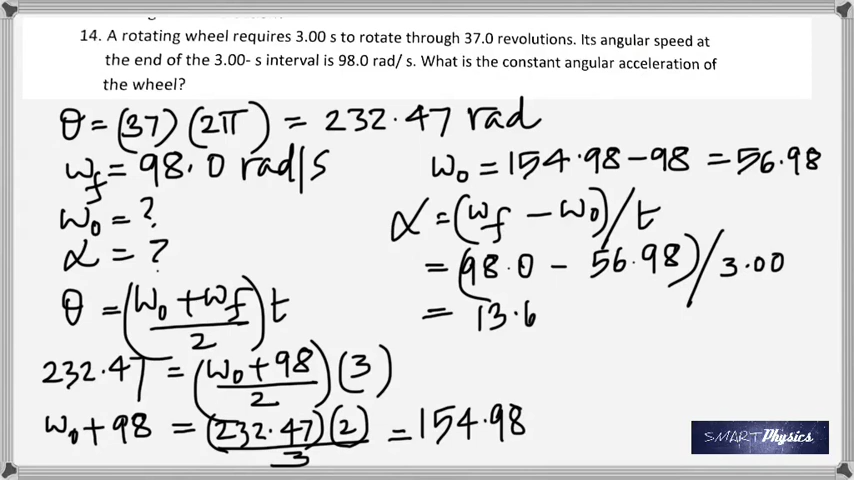 14. A rotating wheel requires 3.00 s to rotate through 37.0 revolutions. Its angular speed at
the end of the 3.00- s interval is 98.0 rad/ s. What is the constant angular acceleration of
the wheel?
θ = (37) (2π) = 232.47 rad
ω_f = 98.0 rad/s
ω₀ = ?
α = ?
θ = (ω₀ + ω_f / 2) t
232.47 = (ω₀ + 98 / 2) (3)
ω₀ + 98 = (232.47)(2) / 3 = 154.98
ω₀ = 154.98 - 98 = 56.98
α = (ω_f - ω₀) / t
= (98.0 - 56.98) / 3.00
= 13.6
SMART Physics